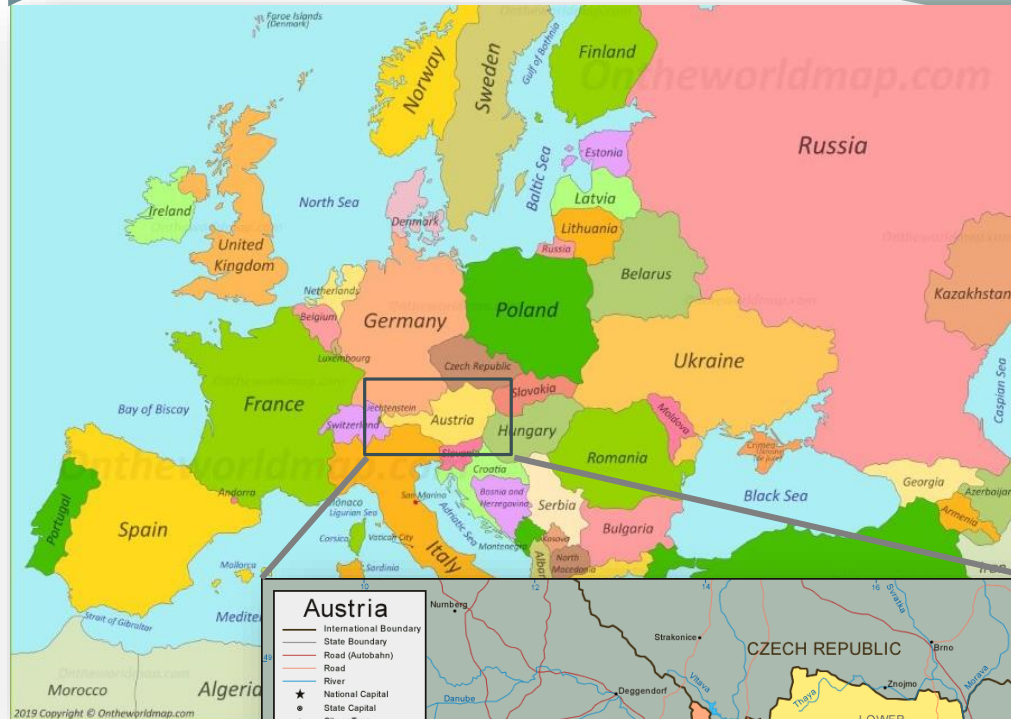 Faroe Islands
(Denmark)
Norway
Sweden
Gulf of Bothnia
Finland
Ontheworldmap.com
Russia
Estonia
Baltic Sea
Latvia
Lithuania
Russia
Belarus
North Sea
Denmark
Ireland
United
Kingdom
Netherlands
Belgium
Luxembourg
Germany
Poland
Czech Republic
Slovakia
Ukraine
Kazakhstan
Caspian Sea
Bay of Biscay
France
Liechtenstein
Switzerland
Austria
Hungary
Moldova
Romania
Slovenia
Croatia
Bosnia and
Herzegovina
Serbia
Black Sea
Georgia
Armenia
Azerbaijan
Iran
Portugal
Spain
Andorra
Monaco
Ligurian Sea
San Marino
Corsica
Vatican City
Adriatic Sea
Italy
Montenegro
Kosovo
North
Macedonia
Bulgaria
Mallorca
Sardinia
Strait of Gibraltar
Morocco
Algeria
2019 Copyright © Ontheworldmap.com
10
12
14
16
49
Austria
International Boundary
State Boundary
Road (Autobahn)
Road
River
National Capital
State Capital
Nurnberg
Danube
Deggendorf
Strakonice
Vltava
CZECH REPUBLIC
Svratka
Brno
Znojmo
Thaya
Morava
LOWER